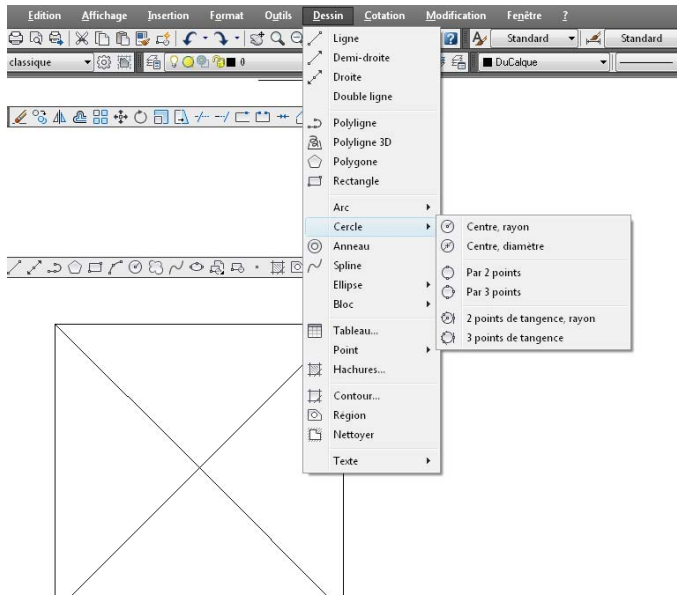 Edition Affichage Insertion Format Outils Dessin Cotation Modification Fenêtre ?
Standard Standard
classique 0 DuCalque
Ligne
Demi-droite
Droite
Double ligne
Polyligne
Polyligne 3D
Polygone
Rectangle
Arc
Cercle
Anneau
Spline
Ellipse
Bloc
Tableau...
Point
Hachures...
Contour...
Région
Nettoyer
Texte
Centre, rayon
Centre, diamètre
Par 2 points
Par 3 points
2 points de tangence, rayon
3 points de tangence